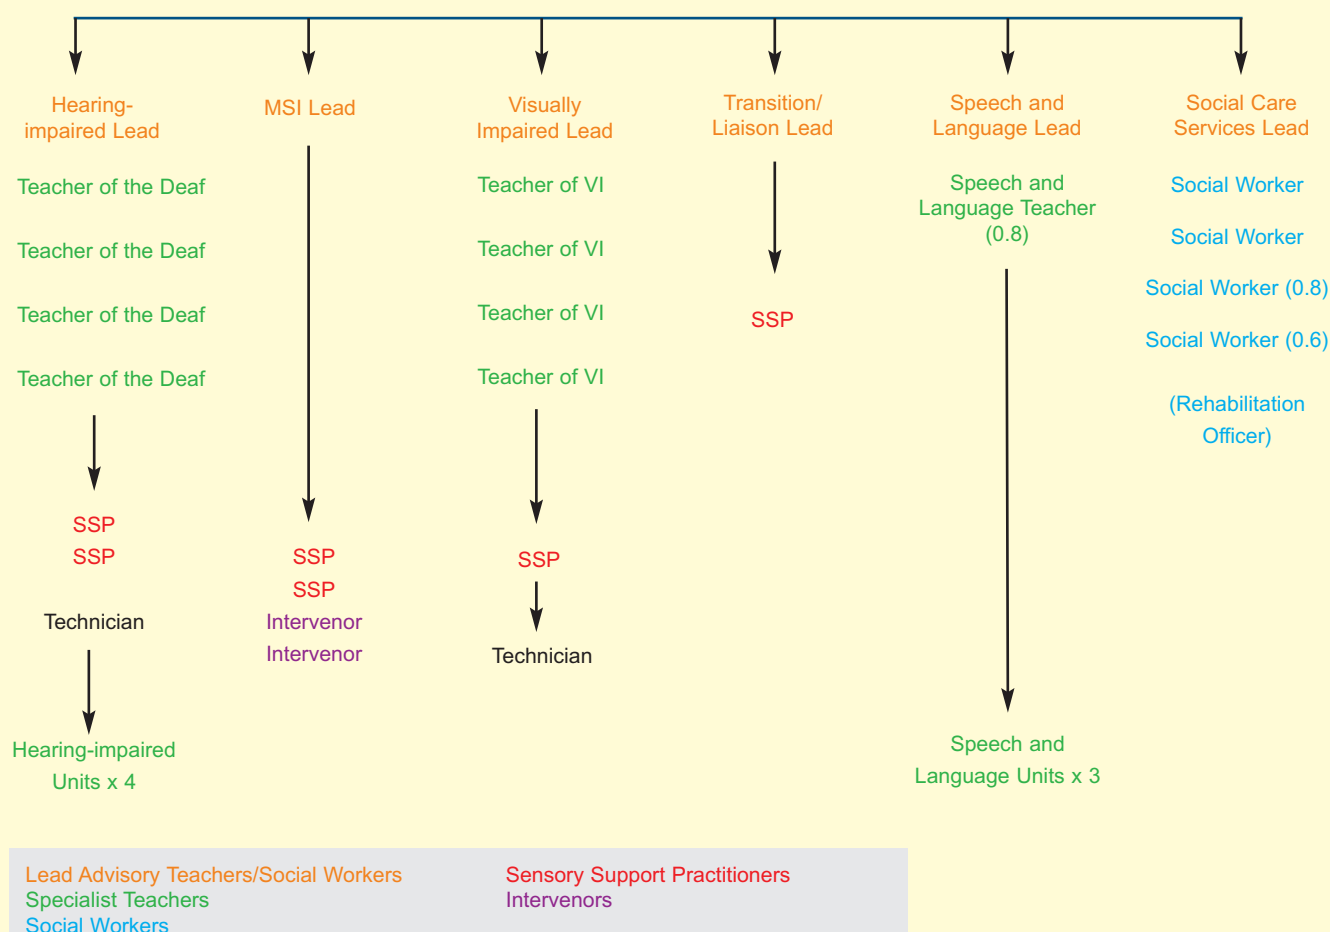 Hearing-
impaired Lead
Teacher of the Deaf
Teacher of the Deaf
Teacher of the Deaf
Teacher of the Deaf
SSP
SSP
Technician
Hearing-impaired
Units x 4
MSI Lead
SSP
SSP
Intervenor
Intervenor
Visually
Impaired Lead
Teacher of VI
Teacher of VI
Teacher of VI
Teacher of VI
SSP
Technician
Transition/
Liaison Lead
SSP
Speech and
Language Lead
Speech and
Language Teacher
(0.8)
Speech and
Language Units x 3
Social Care
Services Lead
Social Worker
Social Worker
Social Worker (0.8)
Social Worker (0.6)
(Rehabilitation
Officer)
Lead Advisory Teachers/Social Workers
Specialist Teachers
Social Workers
Sensory Support Practitioners
Intervenors